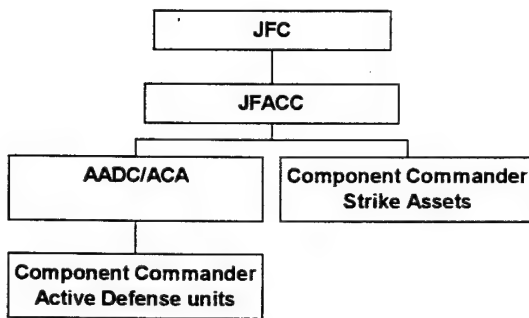 JFC
JFACC
AADC/ACA
Component Commander
Strike Assets
Component Commander
Active Defense units